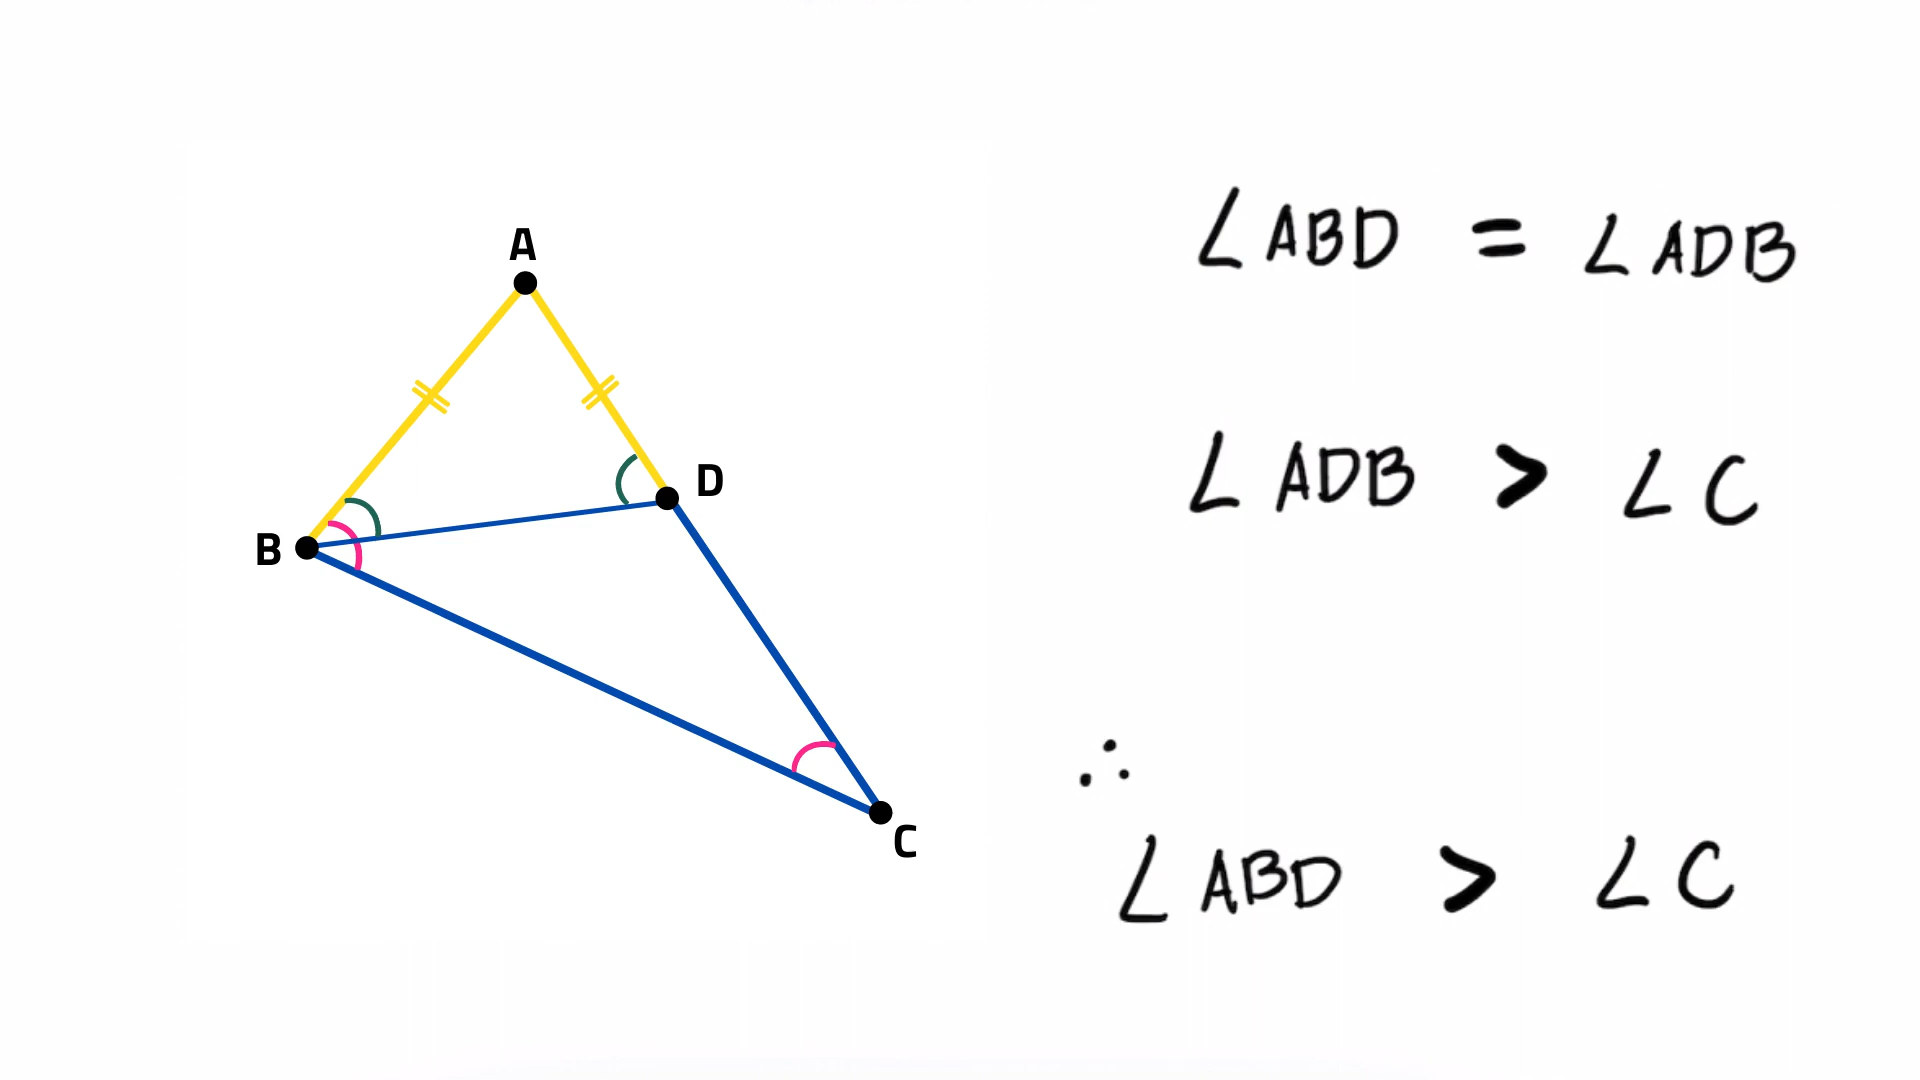 A
D
B
C
∠ABD = ∠ADB
∠ADB > ∠C
∴
∠ABD > ∠C